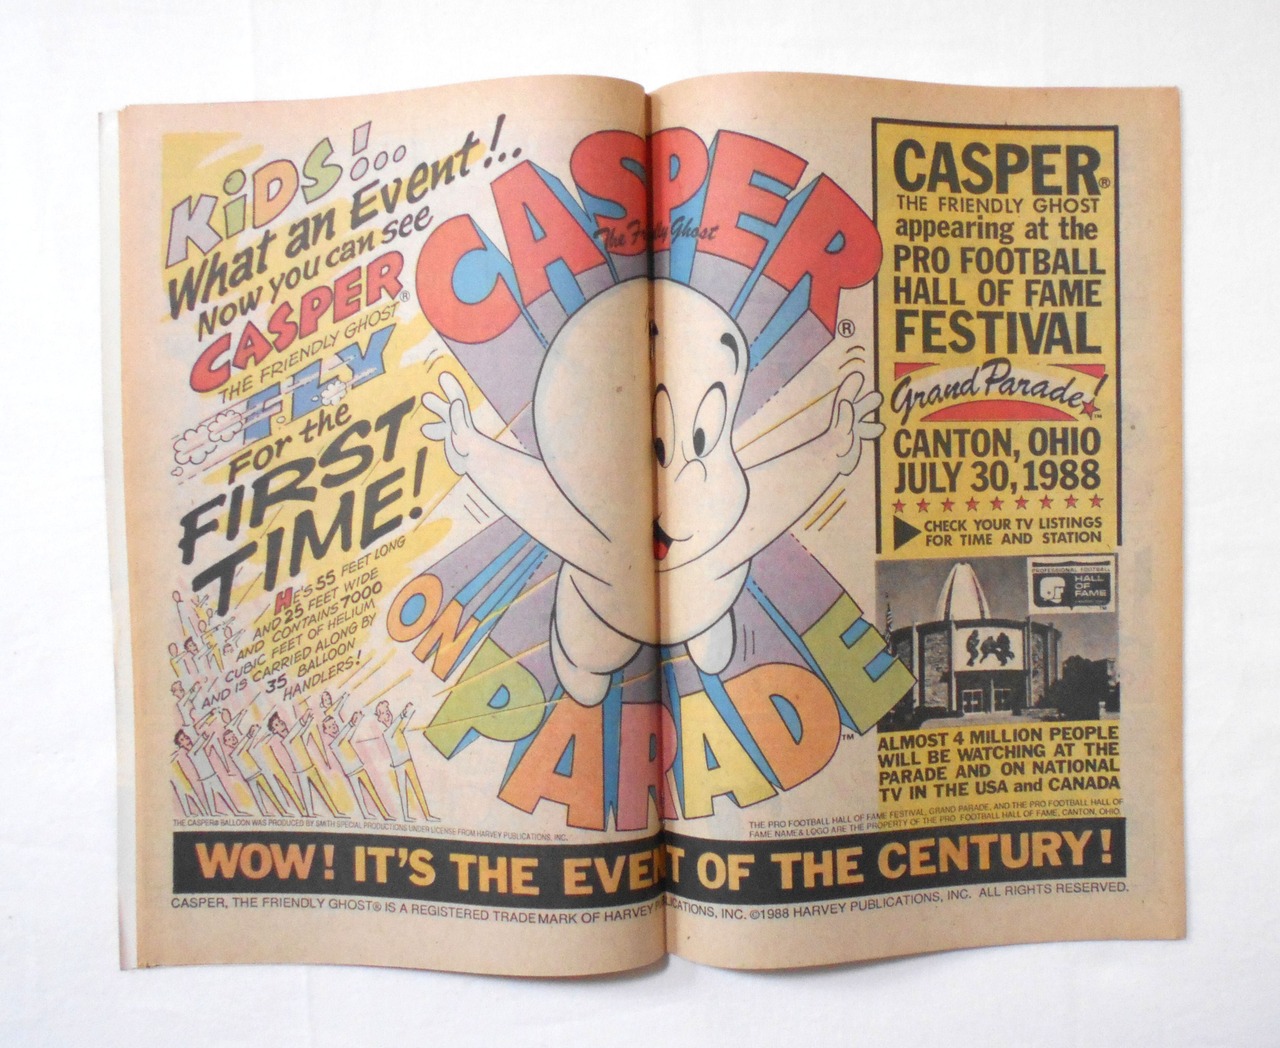 KIDS!...
What an Event!..
NOW you can see
CASPER®
THE FRIENDLY GHOST
FLY
For the
FIRST
TIME!
HE'S 55 FEET LONG
AND 25 FEET WIDE
AND CONTAINS 7000
CUBIC FEET OF HELIUM
AND IS CARRIED ALONG BY
35 BALLOON
HANDLERS!
THE CASPER® BALLOON WAS PRODUCED BY SMITH SPECIAL PRODUCTIONS UNDER LICENSE FROM HARVEY PUBLICATIONS, INC.
CASPER®
The Friendly Ghost
ON
PARADE™
CASPER®
THE FRIENDLY GHOST
appearing at the
PRO FOOTBALL
HALL OF FAME
FESTIVAL
Grand Parade!™
CANTON, OHIO
JULY 30, 1988
CHECK YOUR TV LISTINGS
FOR TIME AND STATION
PROFESSIONAL FOOTBALL
HALL
OF
FAME
ALMOST 4 MILLION PEOPLE
WILL BE WATCHING AT THE
PARADE AND ON NATIONAL
TV IN THE USA and CANADA
THE PRO FOOTBALL HALL OF FAME FESTIVAL, GRAND PARADE, AND THE PRO FOOTBALL HALL OF
FAME NAME & LOGO ARE THE PROPERTY OF THE PRO FOOTBALL HALL OF FAME, CANTON, OHIO.
WOW! IT'S THE EVENT OF THE CENTURY!
CASPER, THE FRIENDLY GHOST® IS A REGISTERED TRADEMARK OF HARVEY PUBLICATIONS, INC. ©1988 HARVEY PUBLICATIONS, INC. ALL RIGHTS RESERVED.